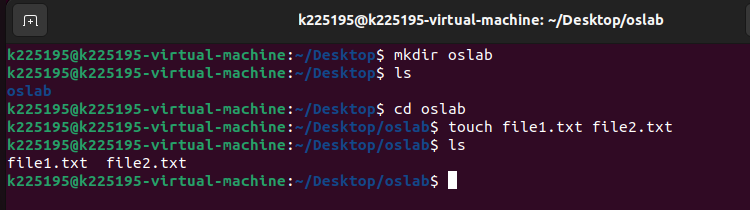 k225195@k225195-virtual-machine: ~/Desktop/oslab
k225195@k225195-virtual-machine:~/Desktop$ mkdir oslab
k225195@k225195-virtual-machine:~/Desktop$ ls
oslab
k225195@k225195-virtual-machine:~/Desktop$ cd oslab
k225195@k225195-virtual-machine:~/Desktop/oslab$ touch file1.txt file2.txt
k225195@k225195-virtual-machine:~/Desktop/oslab$ ls
file1.txt  file2.txt
k225195@k225195-virtual-machine:~/Desktop/oslab$